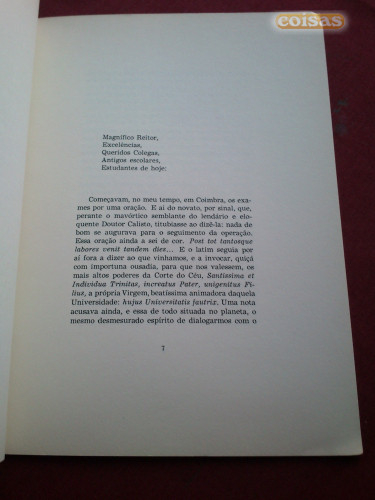 coisas
Magnífico Reitor,
Excelências,
Queridos Colegas,
Antigos escolares,
Estudantes de hoje:
Começavam, no meu tempo, em Coimbra, os exa-
mes por uma oração. E ai do novato, por sinal, que,
perante o mavórtico semblante do lendário e elo-
quente Doutor Calisto, titubiasse ao dizê-la: nada de
bom se augurava para o seguimento da operação.
Essa oração ainda a sei de cor. Post tot tantosque
labores venit tandem dies... E o latim seguia por
aí fora a dizer ao que vínhamos, e a invocar, quiçá
com importuna ousadia, para que nos valessem, os
mais altos poderes da Corte do Céu, Santissima et
Individua Trinitas, increatus Pater, unigenitus Fi-
lius, a própria Virgem, beatíssima animadora daquela
Universidade: hujus Universitatis fautrix. Uma nota
acusava ainda, e essa de todo situada no planeta, o
mesmo desmesurado espírito de dialogarmos com o
7